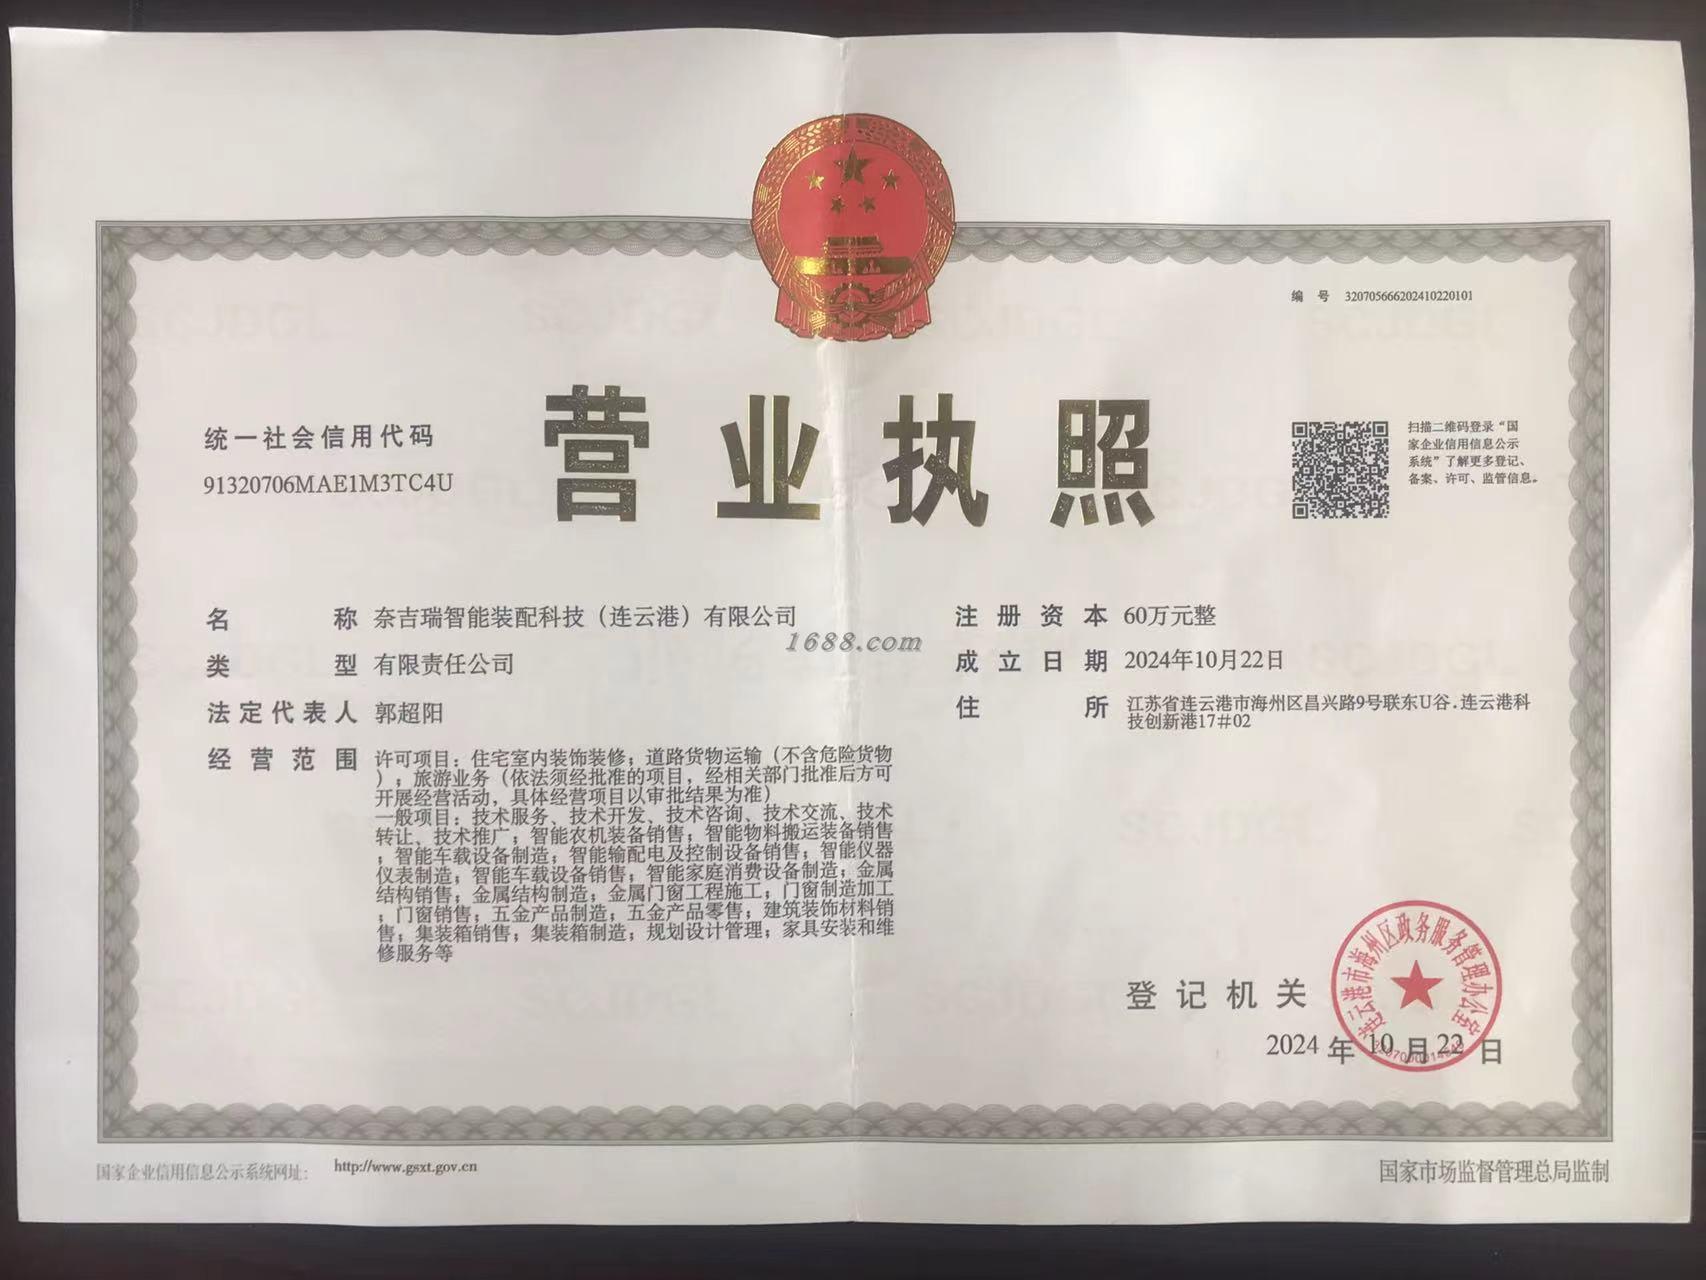 编 号 320705666202410220101
营业执照
统一社会信用代码
91320706MAE1M3TC4U
扫描二维码登录“国
家企业信用信息公示
系统”了解更多登记、
备案、许可、监管信息。
名 称 奈吉瑞智能装配科技（连云港）有限公司
类 型 有限责任公司
法定代表人 郭超阳
经营范围 许可项目：住宅室内装饰装修；道路货物运输（不含危险货物
）；旅游业务（依法须经批准的项目，经相关部门批准后方可
开展经营活动，具体经营项目以审批结果为准）
一般项目：技术服务、技术开发、技术咨询、技术交流、技术
转让、技术推广；智能农机装备销售；智能物料搬运装备销售
；智能车载设备制造；智能输配电及控制设备销售；智能仪器
仪表制造；智能车载设备销售；智能家庭消费设备制造；金属
结构销售；金属结构制造；金属门窗工程施工；门窗制造加工
；门窗销售；五金产品制造；五金产品零售；建筑装饰材料销
售；集装箱销售；集装箱制造；规划设计管理；家具安装和维
修服务等
1688.com
注册资本 60万元整
成立日期 2024年10月22日
住 所 江苏省连云港市海州区昌兴路9号联东U谷.连云港科
技创新港17#02
登记机关
连云港市海州区政务服务管理办公室
2024 年 10 月 22 日
国家企业信用信息公示系统网址： http://www.gsxt.gov.cn
国家市场监督管理总局监制